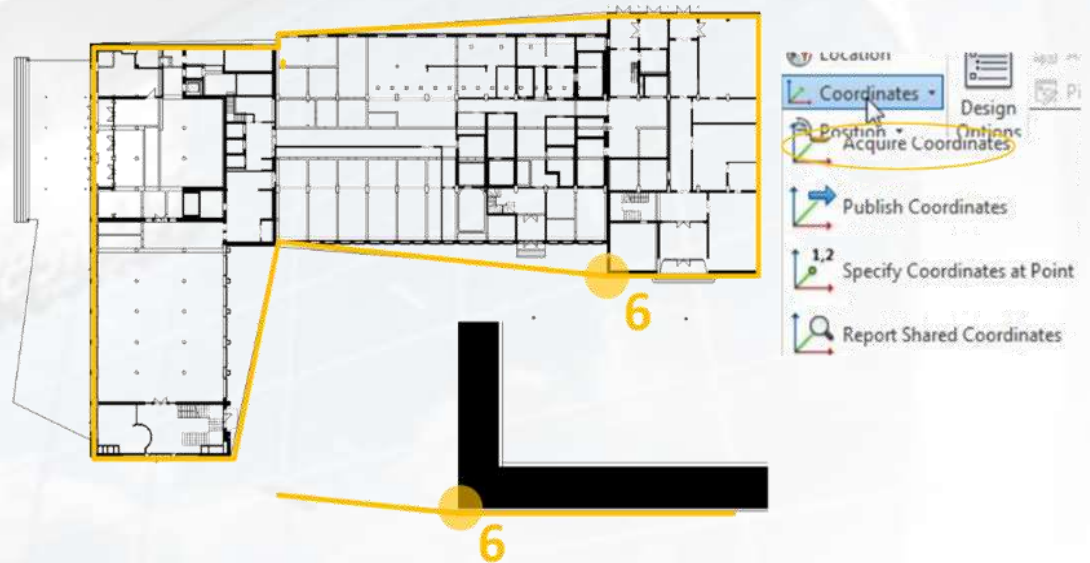 Location
Coordinates
Design
Options
Position
Acquire Coordinates
Publish Coordinates
1,2
Specify Coordinates at Point
Report Shared Coordinates
6
6